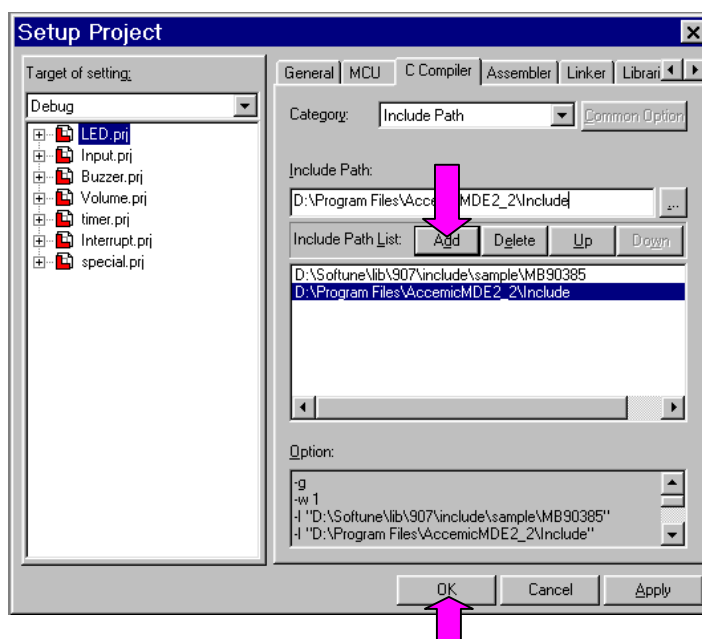 Setup Project
Target of setting:
Debug
LED.prj
Input.prj
Buzzer.prj
Volume.prj
timer.prj
Interrupt.prj
special.prj
General MCU C Compiler Assembler Linker Librari
Category: Include Path Common Option
Include Path:
D:\Program Files\AccemicMDE2_2\Include ...
Include Path List: Add Delete Up Down
D:\Softune\lib\907\include\sample\MB90385
D:\Program Files\AccemicMDE2_2\Include
Option:
-g
-w 1
-I "D:\Softune\lib\907\include\sample\MB90385"
-I "D:\Program Files\AccemicMDE2_2\Include"
OK Cancel Apply